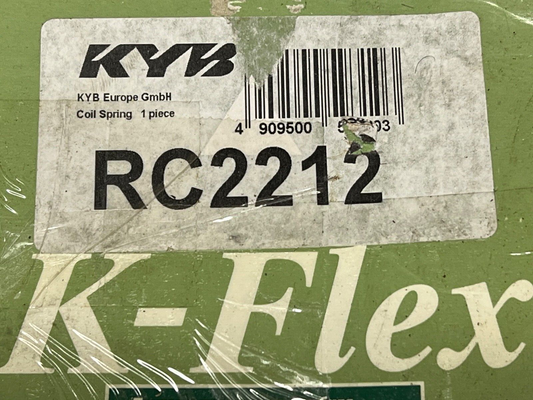 KYB
KYB Europe GmbH
Coil Spring 1 piece
4 909500
RC2212
K-Flex